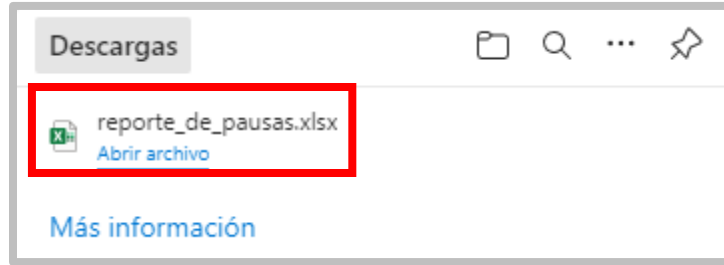 Descargas
reporte_de_pausas.xlsx
Abrir archivo
Más información